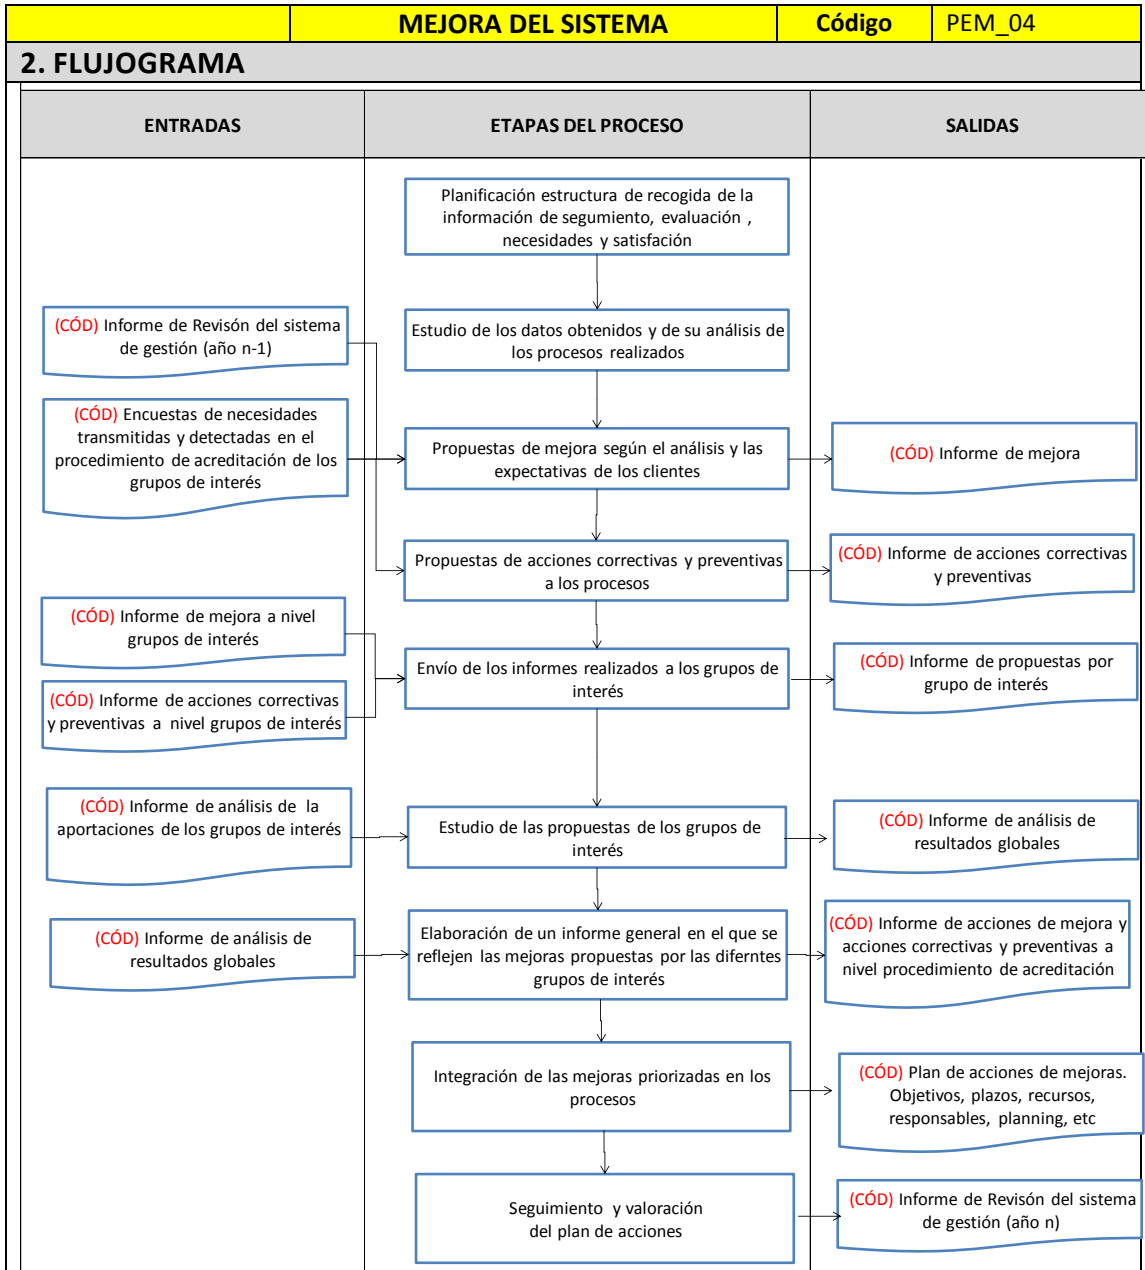 MEJORA DEL SISTEMA Código PEM_04
2. FLUJOGRAMA
ENTRADAS ETAPAS DEL PROCESO SALIDAS
Planificación estructura de recogida de la
información de segumiento, evaluación ,
necesidades y satisfacción
(CÓD) Informe de Revisón del sistema
de gestión (año n-1)
Estudio de los datos obtenidos y de su análisis de
los procesos realizados
(CÓD) Encuestas de necesidades
transmitidas y detectadas en el
procedimiento de acreditación de los
grupos de interés
Propuestas de mejora según el análisis y las
expectativas de los clientes
(CÓD) Informe de mejora
Propuestas de acciones correctivas y preventivas
a los procesos
(CÓD) Informe de acciones correctivas
y preventivas
(CÓD) Informe de mejora a nivel
grupos de interés
(CÓD) Informe de acciones correctivas
y preventivas a nivel grupos de interés
Envío de los informes realizados a los grupos de
interés
(CÓD) Informe de propuestas por
grupo de interés
(CÓD) Informe de análisis de la
aportaciones de los grupos de interés
Estudio de las propuestas de los grupos de
interés
(CÓD) Informe de análisis de
resultados globales
(CÓD) Informe de análisis de
resultados globales
Elaboración de un informe general en el que se
reflejen las mejoras propuestas por las diferntes
grupos de interés
(CÓD) Informe de acciones de mejora y
acciones correctivas y preventivas a
nivel procedimiento de acreditación
Integración de las mejoras priorizadas en los
procesos
(CÓD) Plan de acciones de mejoras.
Objetivos, plazos, recursos,
responsables, planning, etc
Seguimiento y valoración
del plan de acciones
(CÓD) Informe de Revisón del sistema
de gestión (año n)